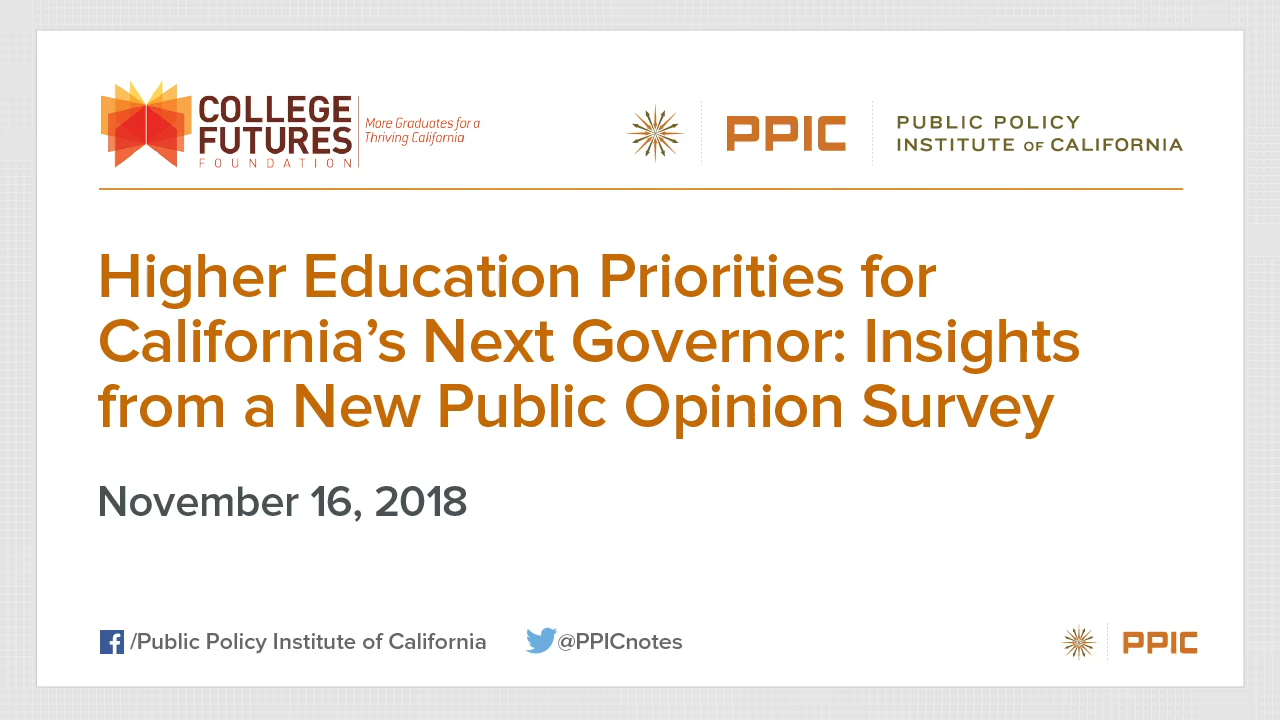 COLLEGE
FUTURES
FOUNDATION
More Graduates for a
Thriving California
PPIC
PUBLIC POLICY
INSTITUTE OF CALIFORNIA
Higher Education Priorities for
California’s Next Governor: Insights
from a New Public Opinion Survey
November 16, 2018
/Public Policy Institute of California
@PPICnotes
PPIC